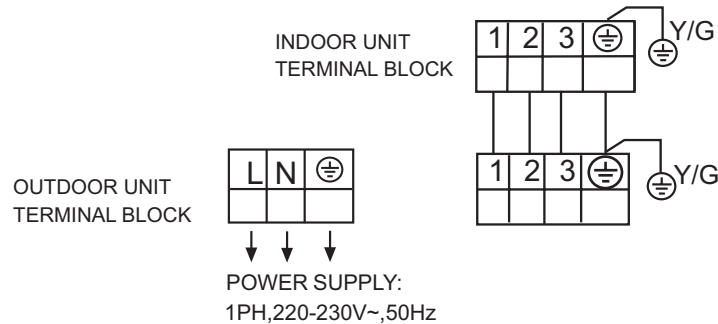 INDOOR UNIT
TERMINAL BLOCK
1 2 3
Y/G
OUTDOOR UNIT
TERMINAL BLOCK
L N
1 2 3
Y/G
POWER SUPPLY:
1PH,220-230V~,50Hz